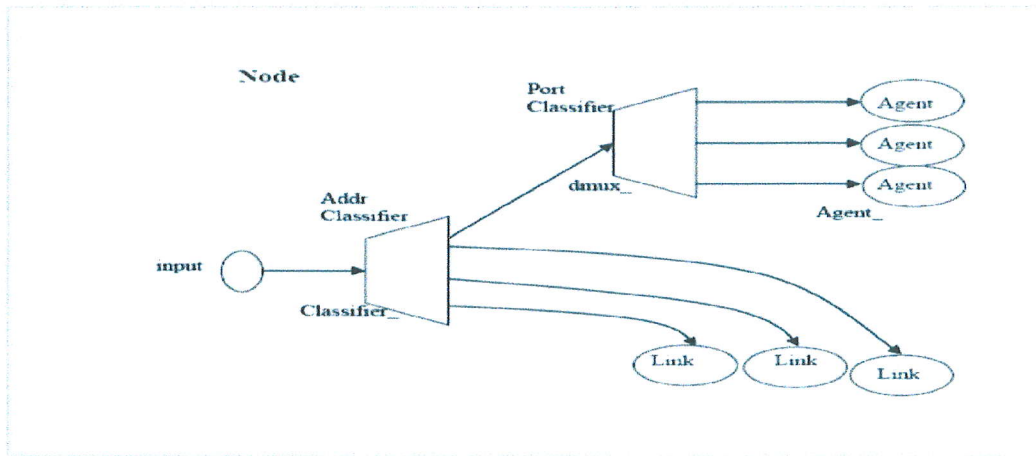 Node
Port
Classifier
Agent
Agent
dmux_
Agent
Agent_
Addr
Classifier
input
Classifier_
Link
Link
Link